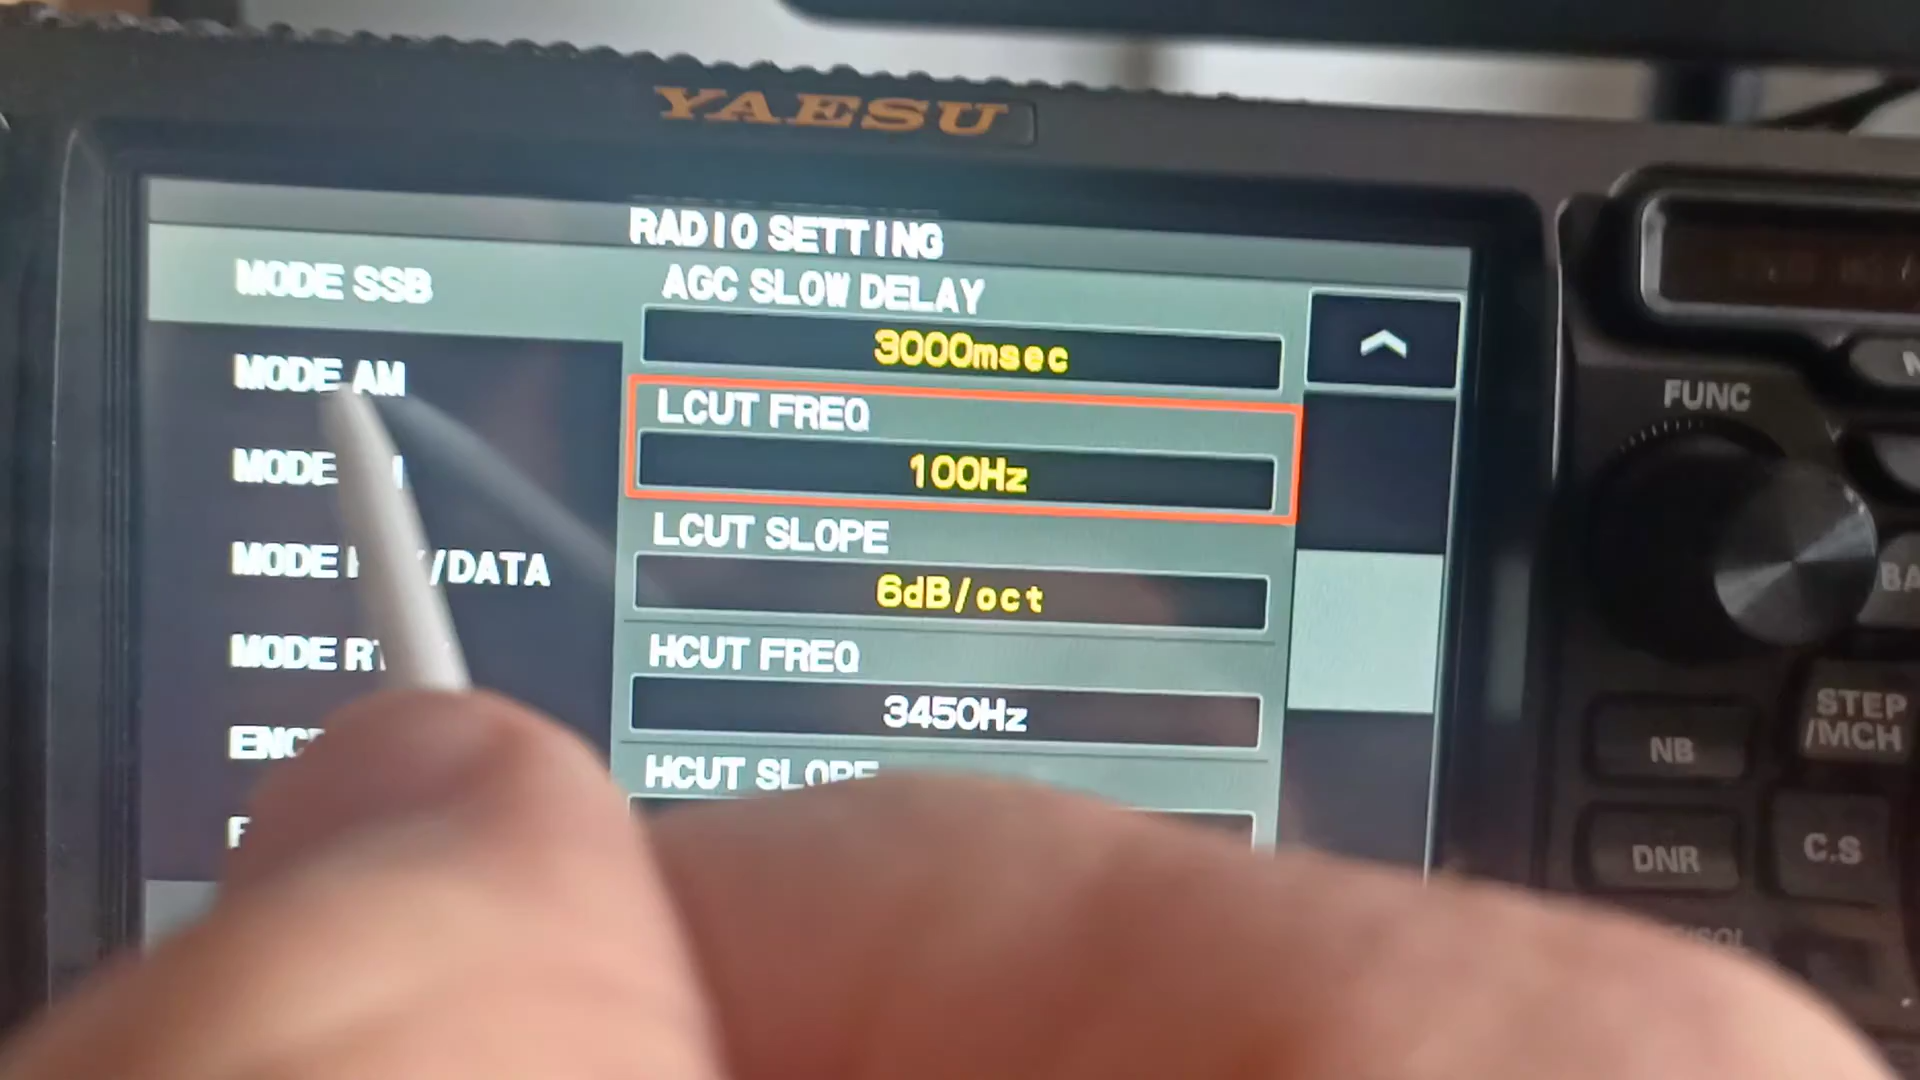 YAESU
RADIO SETTING
MODE SSB
AGC SLOW DELAY
3000msec
MODE AM
LCUT FREQ
100Hz
MODE
LCUT SLOPE
6dB/oct
MODE /DATA
HCUT FREQ
3450Hz
MODE
HCUT SLOPE
FUNC
STEP
/MCH
NB
DNR
C.S